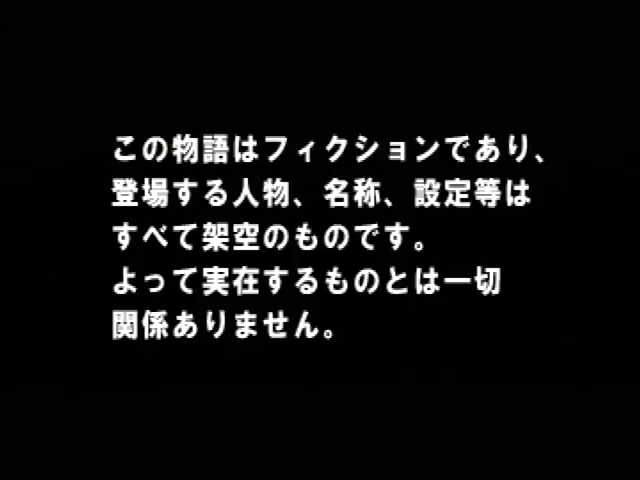 この物語はフィクションであり、
登場する人物、名称、設定等は
すべて架空のものです。
よって実在するものとは一切
関係ありません。